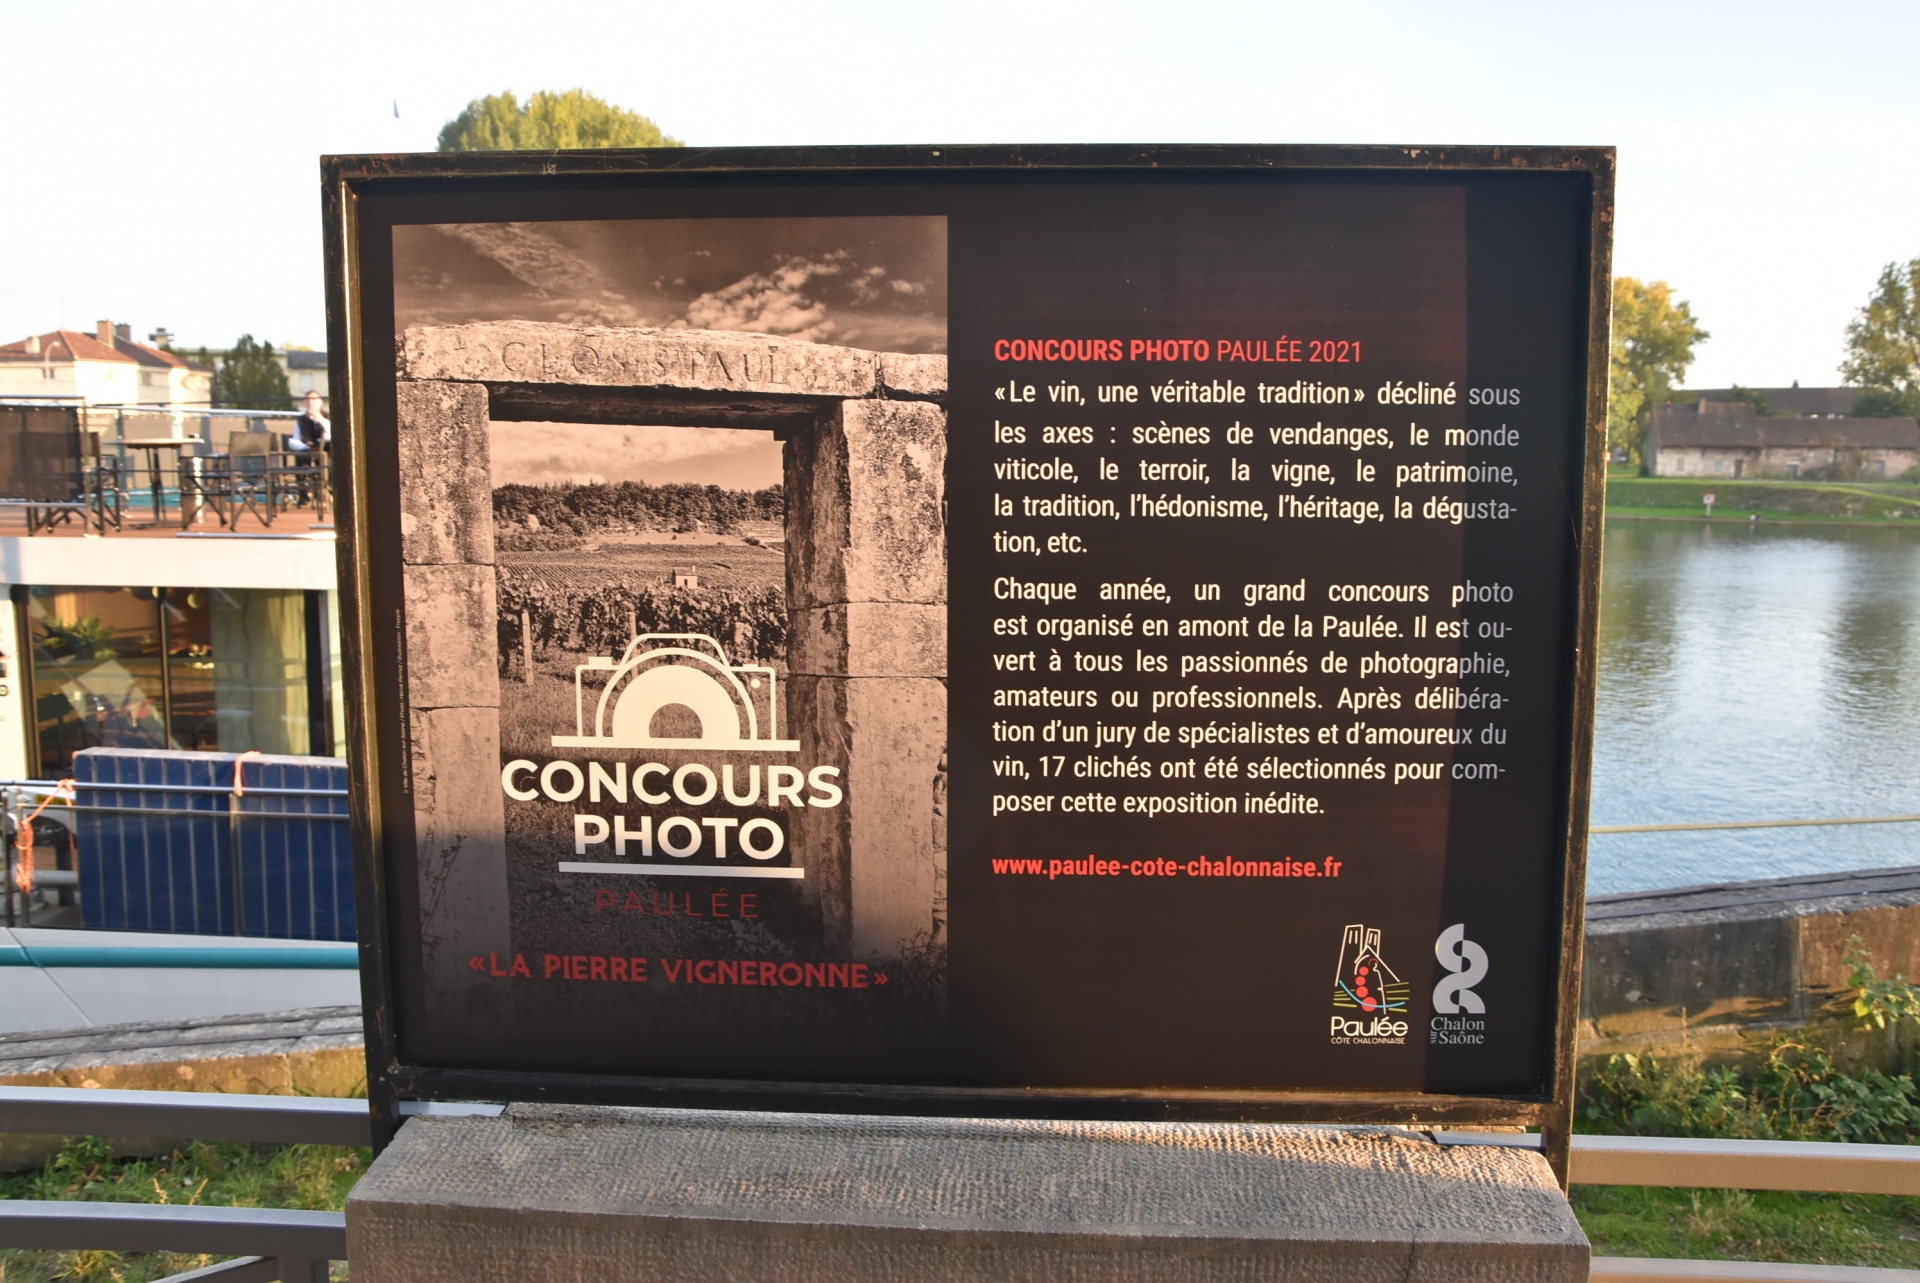 CLOS ST PAUL
CONCOURS
PHOTO
PAULÉE
«LA PIERRE VIGNERONNE»
CONCOURS PHOTO PAULÉE 2021
«Le vin, une véritable tradition» décliné sous
les axes : scènes de vendanges, le monde
viticole, le terroir, la vigne, le patrimoine,
la tradition, l'hédonisme, l'héritage, la dégusta-
tion, etc.
Chaque année, un grand concours photo
est organisé en amont de la Paulée. Il est ou-
vert à tous les passionnés de photographie,
amateurs ou professionnels. Après délibéra-
tion d'un jury de spécialistes et d'amoureux du
vin, 17 clichés ont été sélectionnés pour com-
poser cette exposition inédite.
www.paulee-cote-chalonnaise.fr
Paulée
CÔTE CHALONNAISE
Chalon
sur Saône